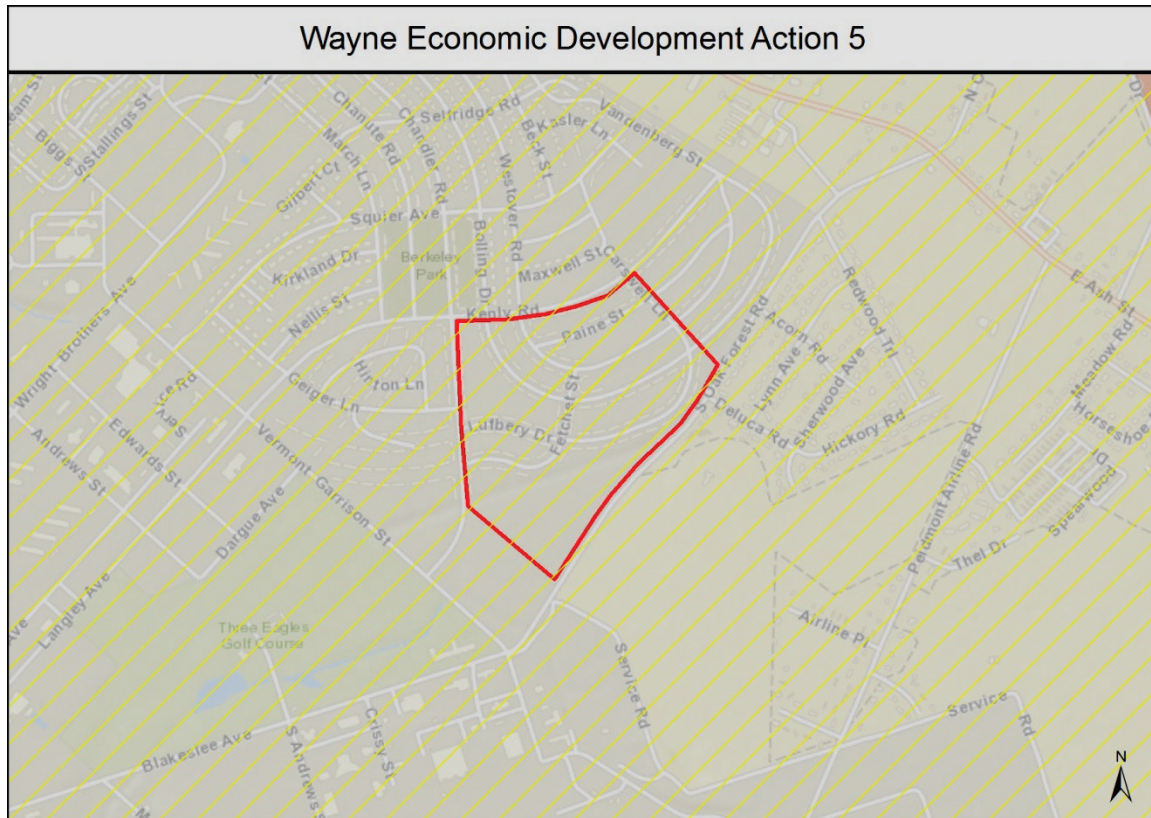 Wayne Economic Development Action 5
Biggs St
Stallings St
Chanute Rd
March Ln
Chandler Rd
Selfridge Rd
Beck St
Kesler Ln
Vandenberg St
Gilbert Ct
Squier Ave
Westover Rd
Bolling Dr
Berkeley
Park
Kirkland Dr
Nellis St
Maxwell St
Carswell Ln
Kenly Rd
Paine St
Wright Brothers Ave
Hinton Ln
Geiger Ln
Lufbery Dr
Fetchet St
S Oak Forest Rd
Acorn Rd
Lynn Ave
Sherwood Ave
Deluca Rd
Hickory Rd
Redwood Trl
E Ash St
Meadow Rd
Horseshoe
Andrews St
Edwards St
Vermont Garrison St
Dargue Ave
Langley Ave
Three Eagles
Golf Course
Service Rd
Peidmont Airline Rd
Spearwood
Thel Dr
Airline Pl
Service Rd
Blakeslee Ave
S Andrews S
Crissy St
N